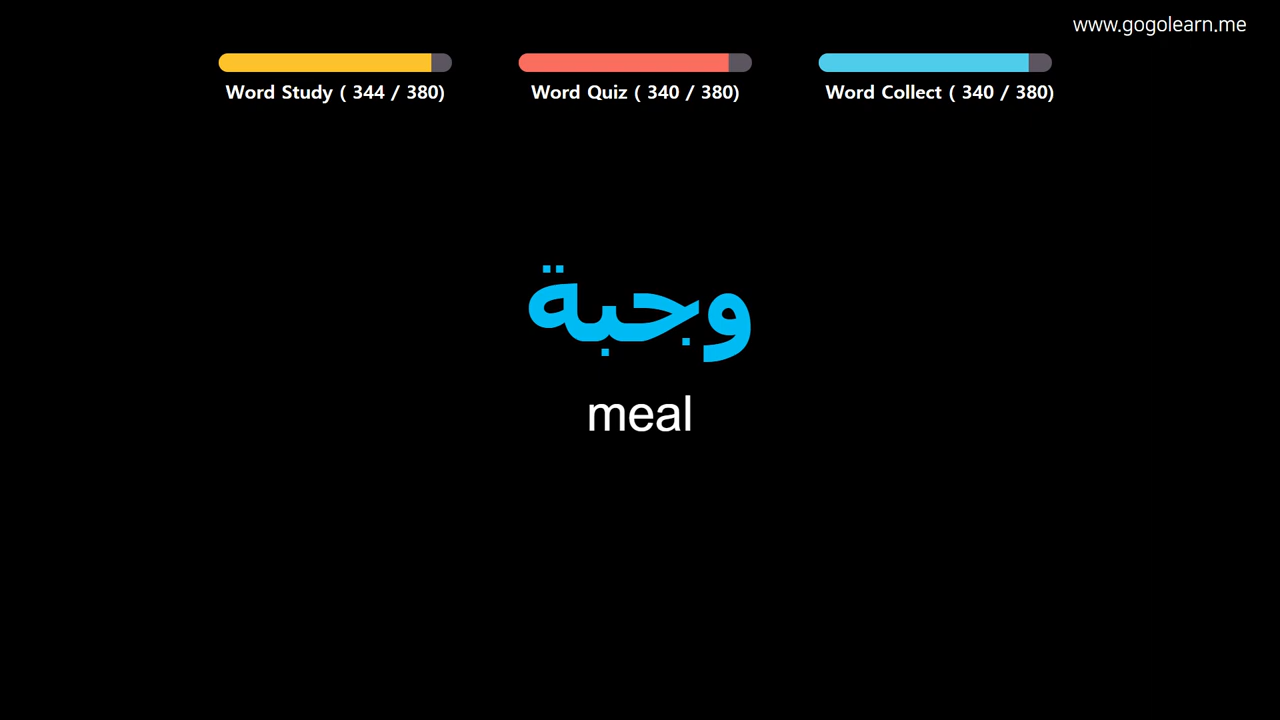 www.gogolearn.me
Word Study ( 344 / 380)
Word Quiz ( 340 / 380)
Word Collect ( 340 / 380)
وجبة
meal